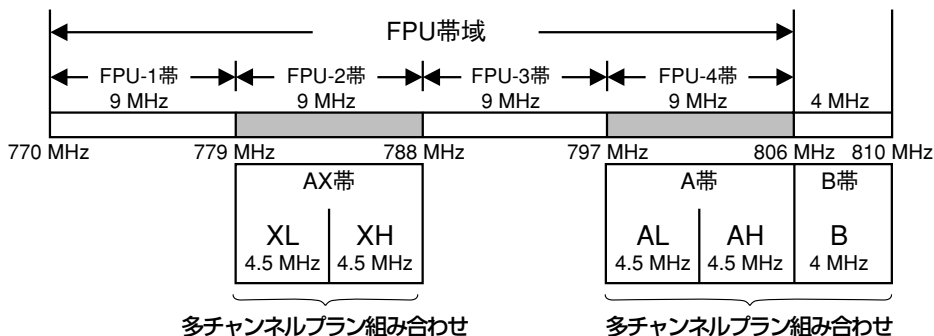 FPU帯域
FPU-1帯 FPU-2帯 FPU-3帯 FPU-4帯
9 MHz 9 MHz 9 MHz 9 MHz 4 MHz
770 MHz 779 MHz 788 MHz 797 MHz 806 MHz 810 MHz
AX帯 A帯 B帯
XL XH AL AH B
4.5 MHz 4.5 MHz 4.5 MHz 4.5 MHz 4 MHz
多チャンネルプラン組み合わせ 多チャンネルプラン組み合わせ